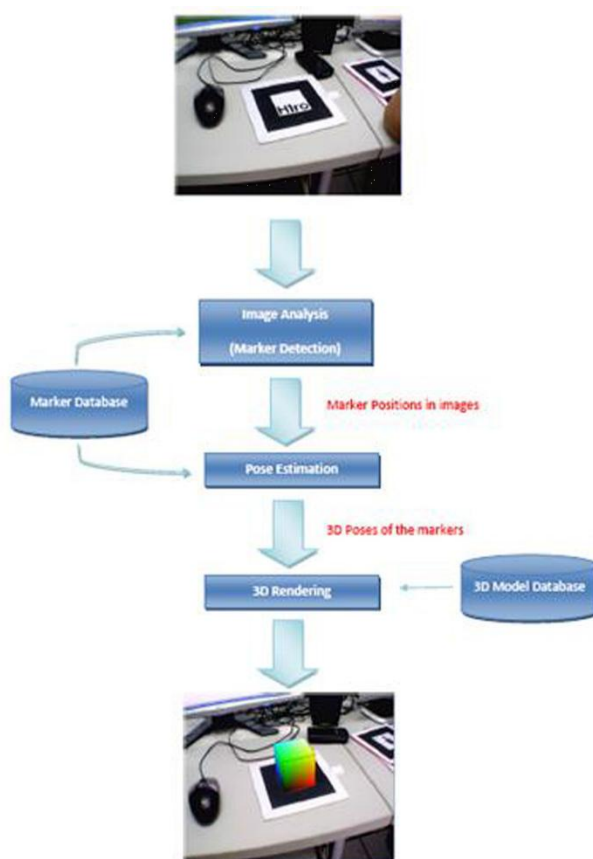 Hiro
Image Analysis
(Marker Detection)
Marker Database
Marker Positions in images
Pose Estimation
3D Poses of the markers
3D Rendering
3D Model Database